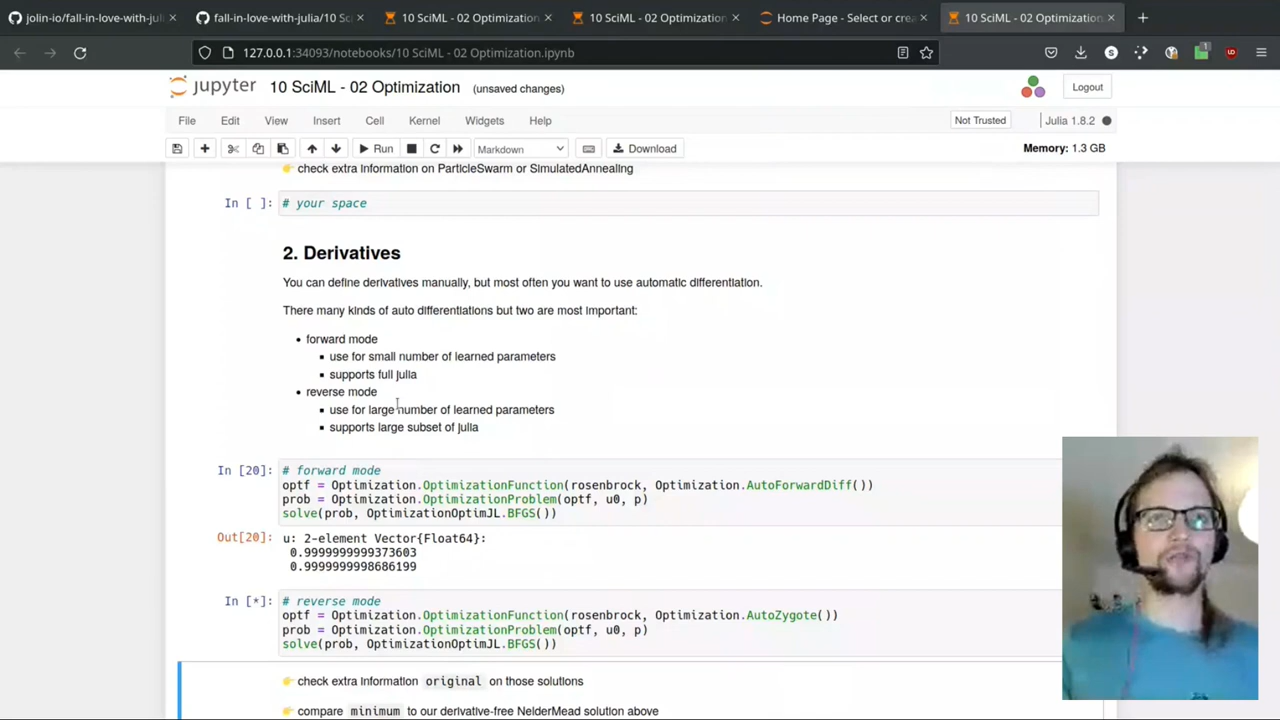 jolin-io/fall-in-love-with-juli
fall-in-love-with-julia/10 Sc
10 SciML - 02 Optimization
10 SciML - 02 Optimization
Home Page - Select or crea
10 SciML - 02 Optimization
127.0.0.1:34093/notebooks/10 SciML - 02 Optimization.ipynb
jupyter 10 SciML - 02 Optimization (unsaved changes) Logout
File Edit View Insert Cell Kernel Widgets Help Not Trusted Julia 1.8.2
Run Markdown Download Memory: 1.3 GB
👉 check extra information on ParticleSwarm or SimulatedAnnealing
In [ ]: # your space
2. Derivatives
You can define derivatives manually, but most often you want to use automatic differentiation.
There many kinds of auto differentiations but two are most important:
• forward mode
▪ use for small number of learned parameters
▪ supports full julia
• reverse mode
▪ use for large number of learned parameters
▪ supports large subset of julia
In [20]: # forward mode
optf = Optimization.OptimizationFunction(rosenbrock, Optimization.AutoForwardDiff())
prob = Optimization.OptimizationProblem(optf, u0, p)
solve(prob, OptimizationOptimJL.BFGS())
Out[20]: u: 2-element Vector{Float64}:
0.9999999999373603
0.9999999998686199
In [*]: # reverse mode
optf = Optimization.OptimizationFunction(rosenbrock, Optimization.AutoZygote())
prob = Optimization.OptimizationProblem(optf, u0, p)
solve(prob, OptimizationOptimJL.BFGS())
👉 check extra information original on those solutions
👉 compare minimum to our derivative-free NelderMead solution above